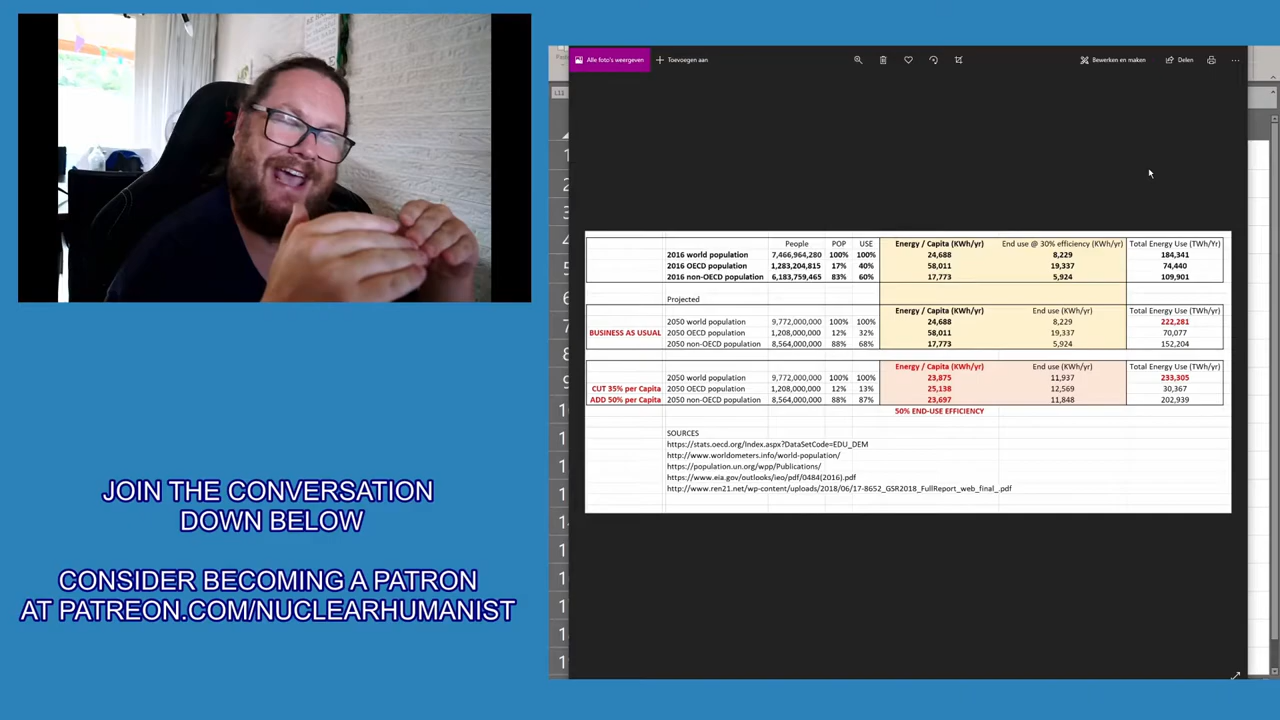 Alle foto's weergeven
Toevoegen aan
Bewerken en maken
Delen
L11
People POP USE Energy / Capita (KWh/yr) End use @ 30% efficiency (KWh/yr) Total Energy Use (TWh/Yr)
2016 world population 7,466,964,280 100% 100% 24,688 8,229 184,341
2016 OECD population 1,283,204,815 17% 40% 58,011 19,337 74,440
2016 non-OECD population 6,183,759,465 83% 60% 17,773 5,924 109,901
Projected
Energy / Capita (KWh/yr) End use (KWh/yr) Total Energy Use (TWh/yr)
2050 world population 9,772,000,000 100% 100% 24,688 8,229 222,281
BUSINESS AS USUAL 2050 OECD population 1,208,000,000 12% 32% 58,011 19,337 70,077
2050 non-OECD population 8,564,000,000 88% 68% 17,773 5,924 152,204
Energy / Capita (KWh/yr) End use (KWh/yr) Total Energy Use (TWh/yr)
2050 world population 9,772,000,000 100% 100% 23,875 11,937 233,305
CUT 35% per Capita 2050 OECD population 1,208,000,000 12% 13% 25,138 12,569 30,367
ADD 50% per Capita 2050 non-OECD population 8,564,000,000 88% 87% 23,697 11,848 202,939
50% END-USE EFFICIENCY
SOURCES
https://stats.oecd.org/Index.aspx?DataSetCode=EDU_DEM
http://www.worldometers.info/world-population/
https://population.un.org/wpp/Publications/
https://www.eia.gov/outlooks/ieo/pdf/0484(2016).pdf
http://www.ren21.net/wp-content/uploads/2018/06/17-8652_GSR2018_FullReport_web_final_.pdf
JOIN THE CONVERSATION
DOWN BELOW
CONSIDER BECOMING A PATRON
AT PATREON.COM/NUCLEARHUMANIST